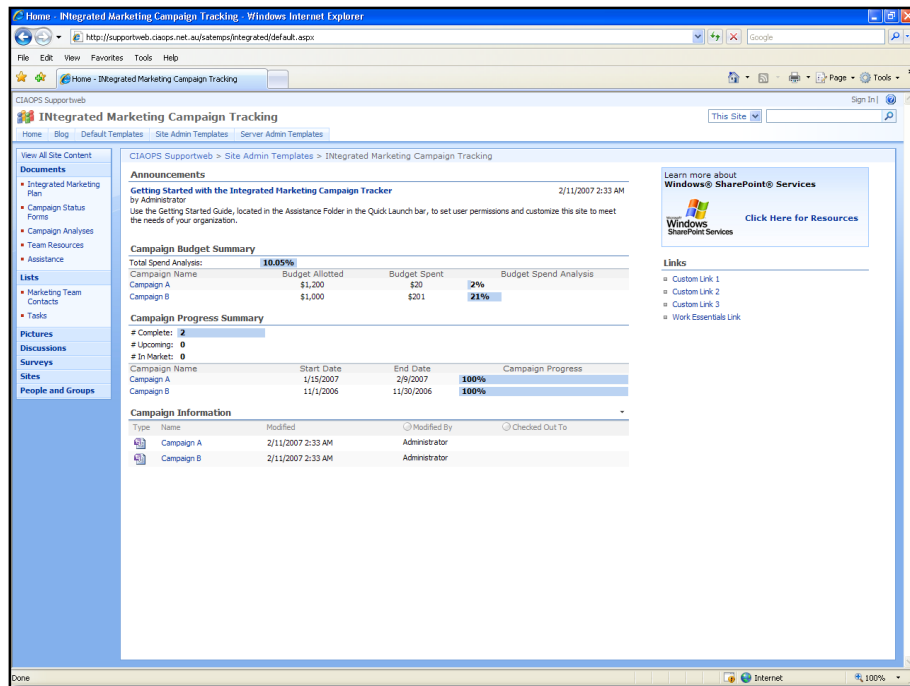 Home - INtegrated Marketing Campaign Tracking - Windows Internet Explorer
http://supportweb.ciaops.net.au/satemps/integrated/default.aspx
Google
File Edit View Favorites Tools Help
Home - INtegrated Marketing Campaign Tracking
Page Tools
CIAOPS Supportweb
Sign In |
INtegrated Marketing Campaign Tracking
This Site
Home Blog Default Templates Site Admin Templates Server Admin Templates
View All Site Content
Documents
Integrated Marketing
Plan
Campaign Status
Forms
Campaign Analyses
Team Resources
Assistance
Lists
Marketing Team
Contacts
Tasks
Pictures
Discussions
Surveys
Sites
People and Groups
CIAOPS Supportweb > Site Admin Templates > INtegrated Marketing Campaign Tracking
Announcements
Getting Started with the Integrated Marketing Campaign Tracker 2/11/2007 2:33 AM
by Administrator
Use the Getting Started Guide, located in the Assistance Folder in the Quick Launch bar, to set user permissions and customize this site to meet
the needs of your organization.
Campaign Budget Summary
Total Spend Analysis: 10.05%
Campaign Name Budget Allotted Budget Spent Budget Spend Analysis
Campaign A $1,200 $20 2%
Campaign B $1,000 $201 21%
Campaign Progress Summary
# Complete: 2
# Upcoming: 0
# In Market: 0
Campaign Name Start Date End Date Campaign Progress
Campaign A 1/15/2007 2/9/2007 100%
Campaign B 11/1/2006 11/30/2006 100%
Campaign Information
Type Name Modified Modified By Checked Out To
Campaign A 2/11/2007 2:33 AM Administrator
Campaign B 2/11/2007 2:33 AM Administrator
Learn more about
Windows® SharePoint® Services
Windows
SharePoint Services
Click Here for Resources
Links
Custom Link 1
Custom Link 2
Custom Link 3
Work Essentials Link
Done
Internet
100%